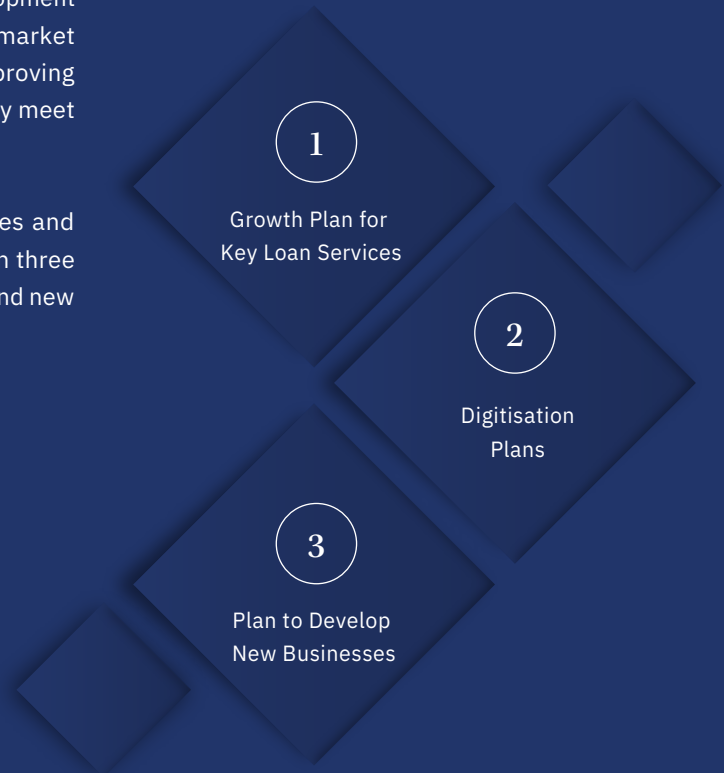 market
proving
y meet
es and
three
nd new
1
Growth Plan for
Key Loan Services
2
Digitisation
Plans
3
Plan to Develop
New Businesses